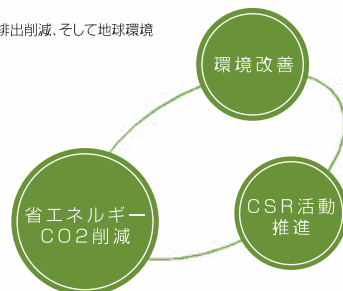 排出削減、そして地球環境
環境改善
省エネルギー
CO2削減
CSR活動
推進